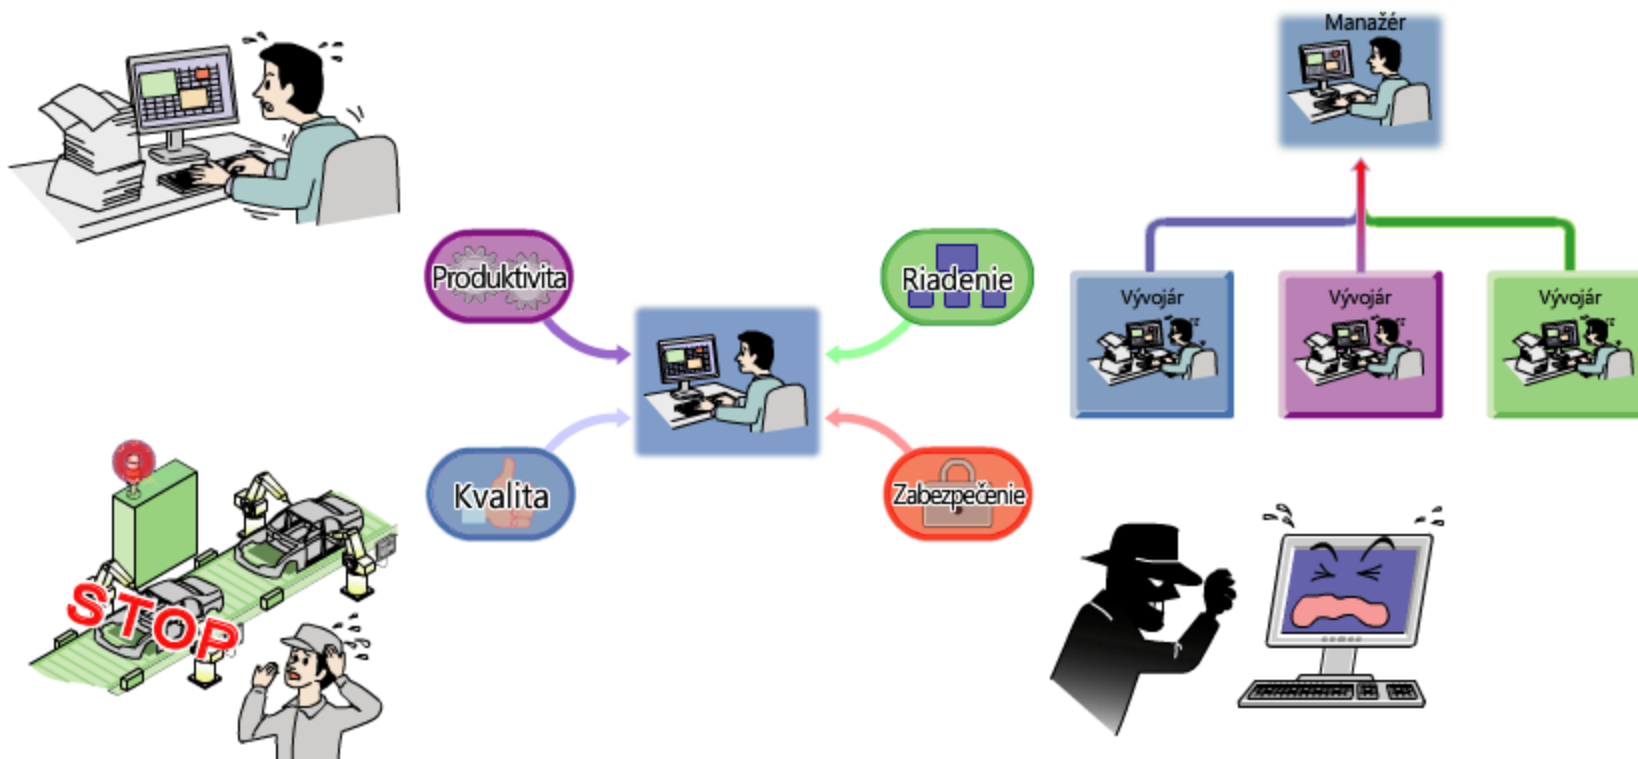 Manažér
Produktivita
Riadenie
Vývojár
Vývojár
Vývojár
Kvalita
Zabezpečenie
STOP